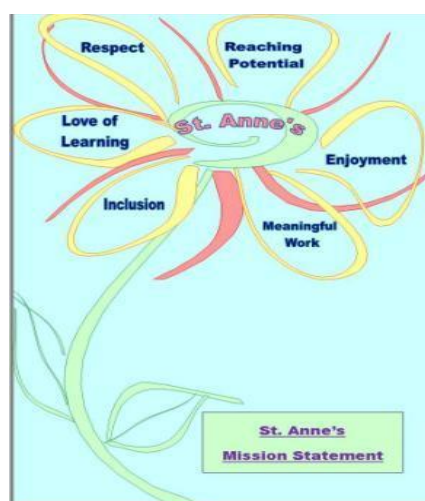 Respect
Reaching
Potential
Love of
Learning
St. Anne's
Enjoyment
Inclusion
Meaningful
Work
St. Anne's
Mission Statement